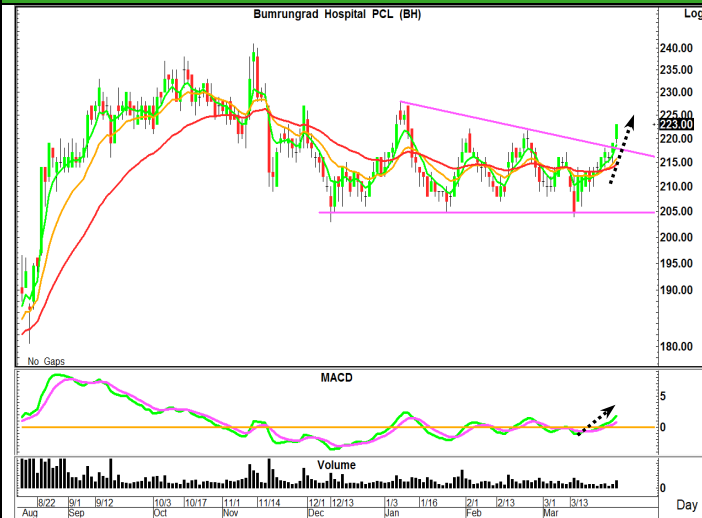 Bumrungrad Hospital PCL (BH)
Log
240.00
235.00
230.00
225.00
223.00
220.00
215.00
210.00
205.00
200.00
195.00
190.00
180.00
No Gaps
MACD
5
0
Volume
0
8/22 9/1 9/12 10/3 10/17 11/1 11/14 12/1 12/13 1/3 1/16 2/1 2/13 3/1 3/13
Aug Sep Oct Nov Dec Jan Feb Mar
Day